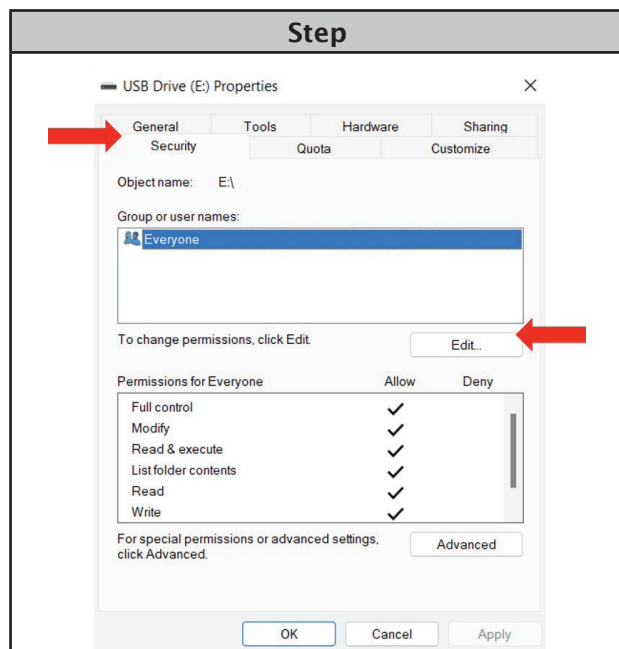 Step
USB Drive (E:) Properties
General Tools Hardware Sharing
Security Quota Customize
Object name: E:\
Group or user names:
Everyone
To change permissions, click Edit.
Edit...
Permissions for Everyone Allow Deny
Full control
Modify
Read & execute
List folder contents
Read
Write
For special permissions or advanced settings,
click Advanced.
Advanced
OK Cancel Apply